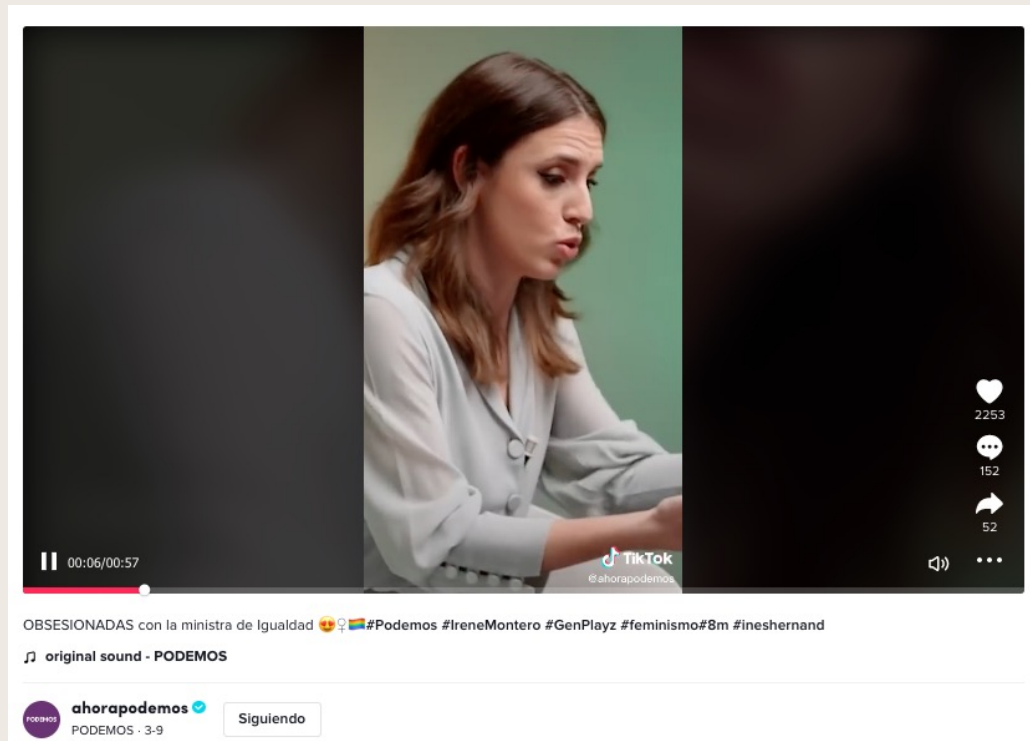 2253
152
52
00:06/00:57
TikTok
@ahorapodemos
OBSESIONADAS con la ministra de Igualdad 😍♀🏳️‍🌈#Podemos #IreneMontero #GenPlayz #feminismo#8m #ineshernand
original sound - PODEMOS
PODEMOS
ahorapodemos
PODEMOS · 3-9
Siguiendo